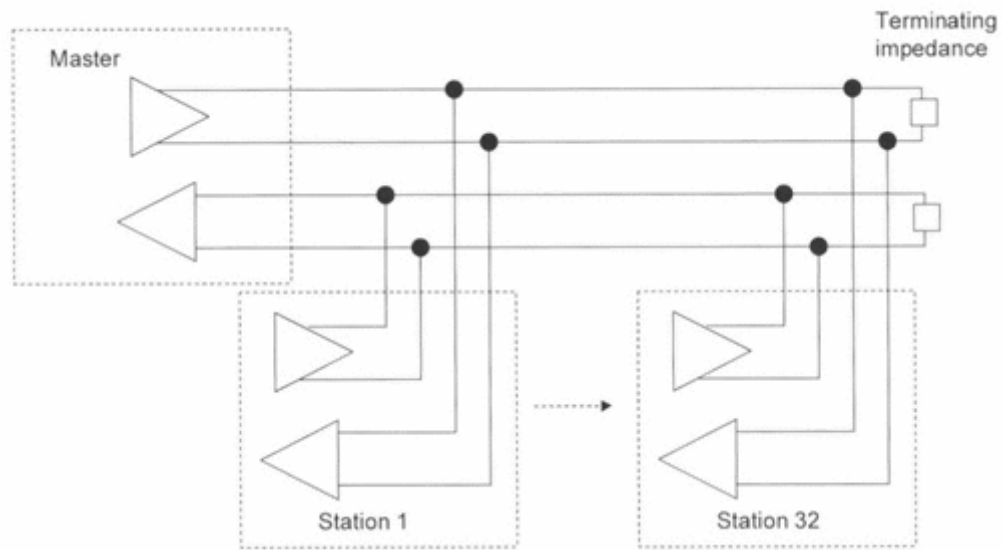 Terminating
impedance
Master
Station 1
Station 32